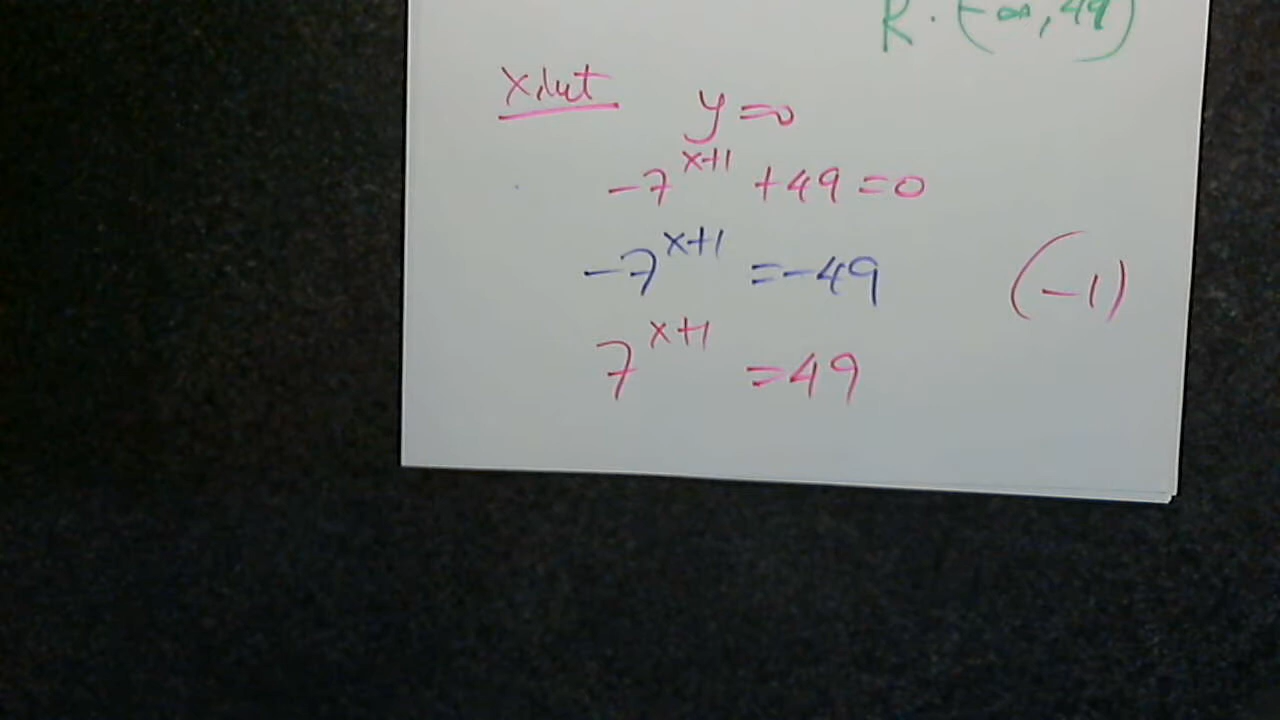 R: (-∞, 49)
x.int y=0
-7^{x+1} +49=0
-7^{x+1} =-49 (-1)
7^{x+1} =49